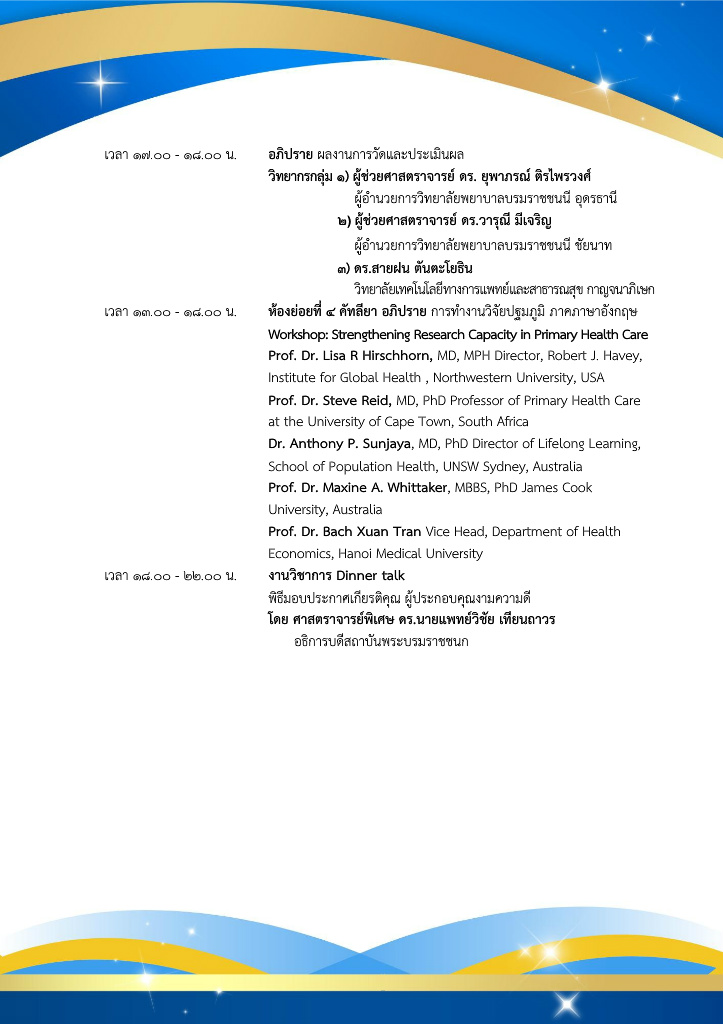 เวลา ๑๗.๐๐ - ๑๘.๐๐ น. อภิปราย ผลงานการวัดและประเมินผล
วิทยากรกลุ่ม ๑) ผู้ช่วยศาสตราจารย์ ดร. ยุพาภรณ์ ติรไพรวงศ์
ผู้อำนวยการวิทยาลัยพยาบาลบรมราชชนนี อุดรธานี
๒) ผู้ช่วยศาสตราจารย์ ดร.วารุณี มีเจริญ
ผู้อำนวยการวิทยาลัยพยาบาลบรมราชชนนี ชัยนาท
๓) ดร.สายฝน ตันตะโยธิน
วิทยาลัยเทคโนโลยีทางการแพทย์และสาธารณสุข กาญจนาภิเษก
เวลา ๑๓.๐๐ - ๑๘.๐๐ น. ห้องย่อยที่ ๔ คัทลียา อภิปราย การทำงานวิจัยปฐมภูมิ ภาคภาษาอังกฤษ
Workshop: Strengthening Research Capacity in Primary Health Care
Prof. Dr. Lisa R Hirschhorn, MD, MPH Director, Robert J. Havey,
Institute for Global Health , Northwestern University, USA
Prof. Dr. Steve Reid, MD, PhD Professor of Primary Health Care
at the University of Cape Town, South Africa
Dr. Anthony P. Sunjaya, MD, PhD Director of Lifelong Learning,
School of Population Health, UNSW Sydney, Australia
Prof. Dr. Maxine A. Whittaker, MBBS, PhD James Cook
University, Australia
Prof. Dr. Bach Xuan Tran Vice Head, Department of Health
Economics, Hanoi Medical University
เวลา ๑๘.๐๐ - ๒๒.๐๐ น. งานวิชาการ Dinner talk
พิธีมอบประกาศเกียรติคุณ ผู้ประกอบคุณงามความดี
โดย ศาสตราจารย์พิเศษ ดร.นายแพทย์วิชัย เทียนถาวร
อธิการบดีสถาบันพระบรมราชชนก